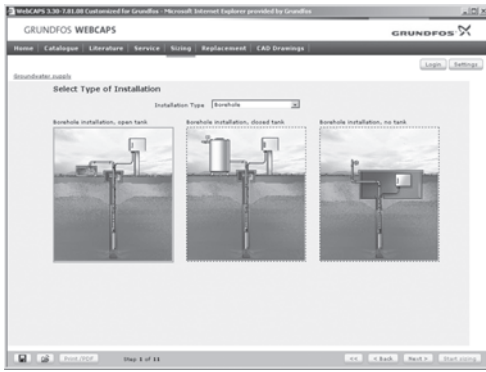 WebCAPS 3.30-7.81.08 Customized for Grundfos - Microsoft Internet Explorer provided by Grundfos
GRUNDFOS WEBCAPS
GRUNDFOS
Home Catalogue Literature Service Sizing Replacement CAD Drawings
Login Settings
Groundwater supply
Select Type of Installation
Installation Type Borehole
Borehole installation, open tank Borehole installation, closed tank Borehole installation, no tank
Print/PDF Step 1 of 11 << < Back Next > Start sizing